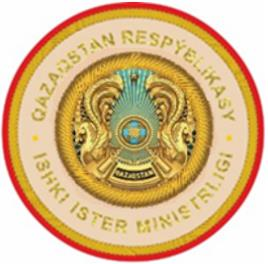 QAZAQSTAN RESPÝBLIKASY
QAZAQSTAN
• ISHKI ISTER MINISTRLIGI •